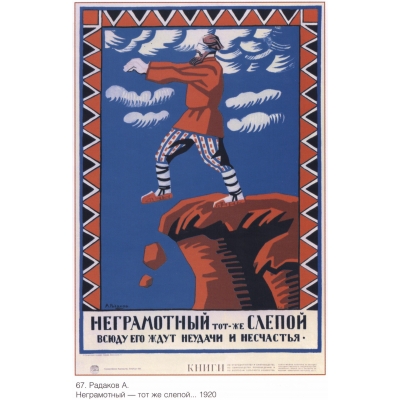 НЕГРАМОТНЫЙ ТОТ-ЖЕ СЛЕПОЙ
ВСЮДУ ЕГО ЖДУТ НЕУДАЧИ И НЕСЧАСТЬЯ.
КНИГИ
67. Радаков А.
Неграмотный — тот же слепой... 1920